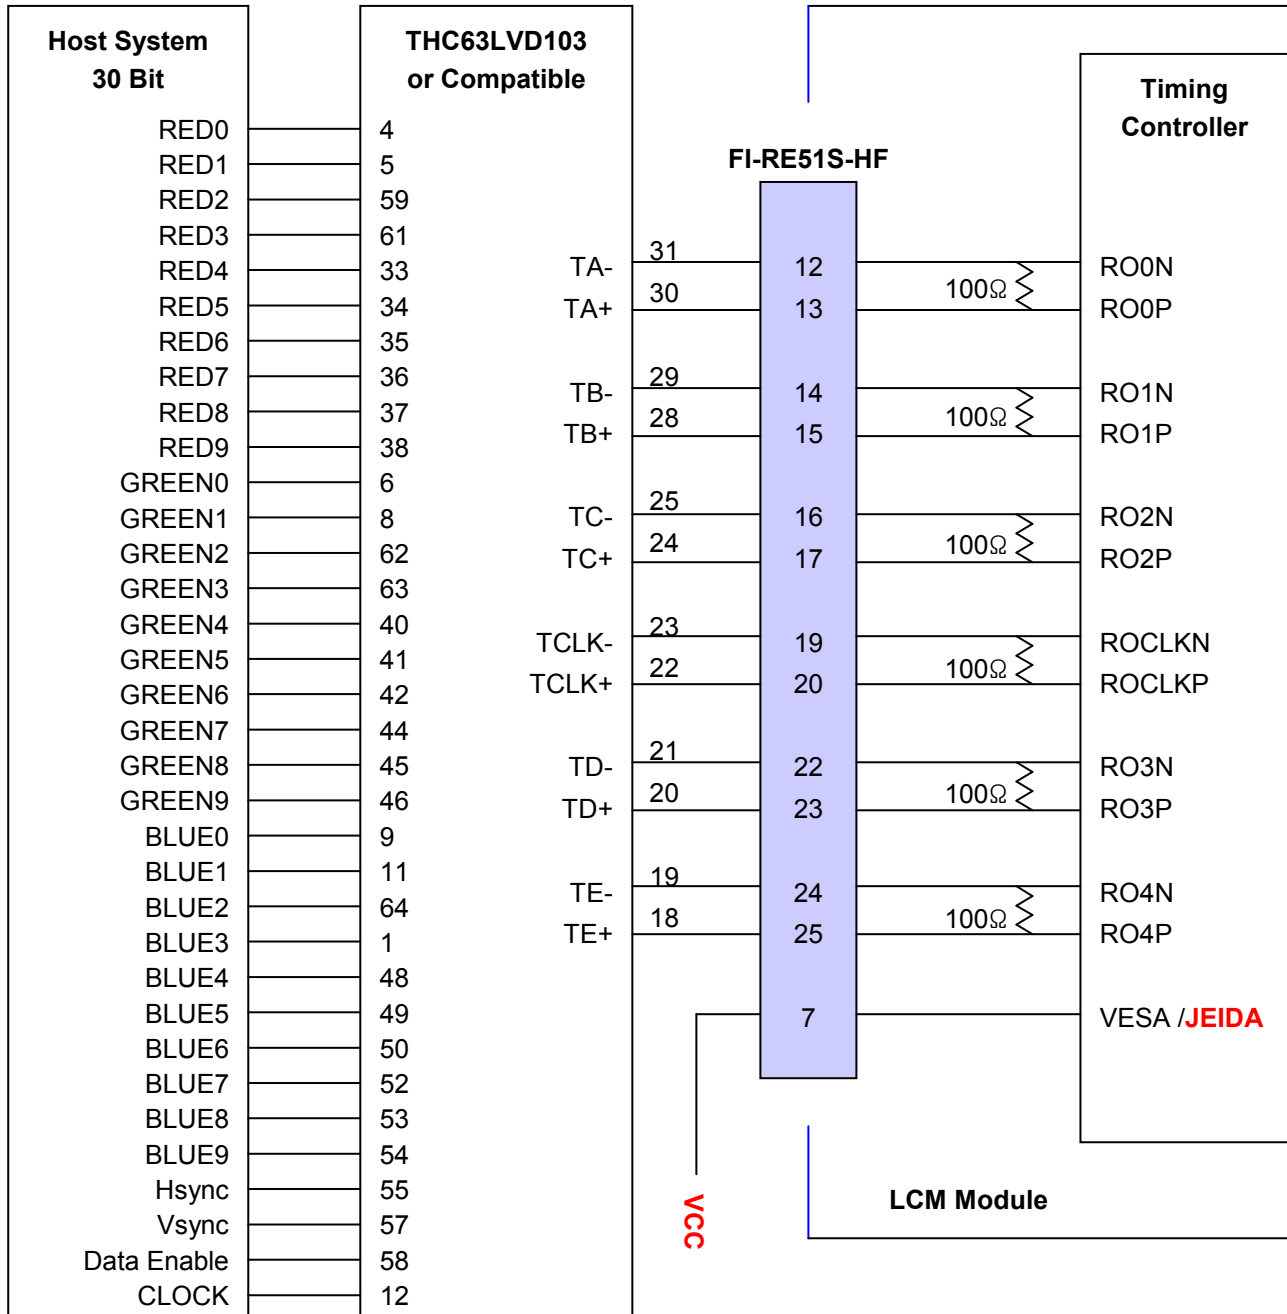 Host System
30 Bit
RED0 4
RED1 5
RED2 59
RED3 61
RED4 33
RED5 34
RED6 35
RED7 36
RED8 37
RED9 38
GREEN0 6
GREEN1 8
GREEN2 62
GREEN3 63
GREEN4 40
GREEN5 41
GREEN6 42
GREEN7 44
GREEN8 45
GREEN9 46
BLUE0 9
BLUE1 11
BLUE2 64
BLUE3 1
BLUE4 48
BLUE5 49
BLUE6 50
BLUE7 52
BLUE8 53
BLUE9 54
Hsync 55
Vsync 57
Data Enable 58
CLOCK 12
THC63LVD103
or Compatible
FI-RE51S-HF
Timing
Controller
TA- 31 12 RO0N
100Ω
TA+ 30 13 RO0P
TB- 29 14 RO1N
100Ω
TB+ 28 15 RO1P
TC- 25 16 RO2N
100Ω
TC+ 24 17 RO2P
TCLK- 23 19 ROCLKN
100Ω
TCLK+ 22 20 ROCLKP
TD- 21 22 RO3N
100Ω
TD+ 20 23 RO3P
TE- 19 24 RO4N
100Ω
TE+ 18 25 RO4P
7 VESA /JEIDA
VCC
LCM Module